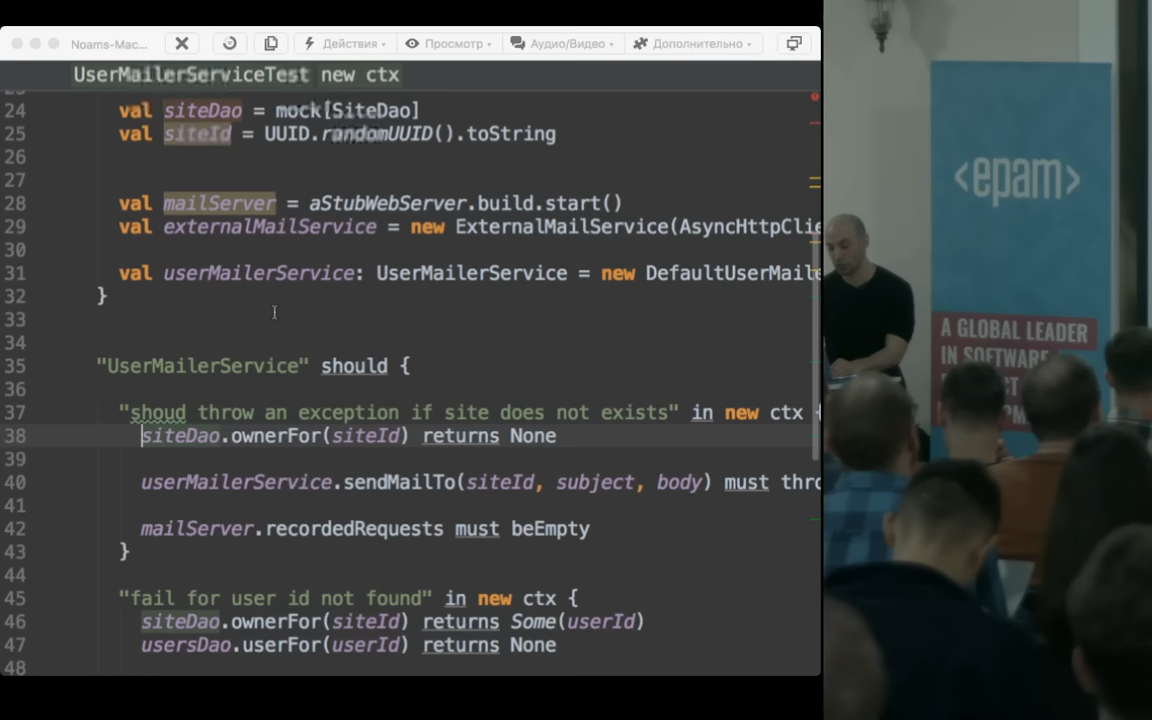 Noams-Mac...
Действия
Просмотр
Аудио/Видео
Дополнительно
UserMailerServiceTest new ctx
24 val siteDao = mock[SiteDao]
25 val siteId = UUID.randomUUID().toString
26
27
28 val mailServer = aStubWebServer.build.start()
29 val externalMailService = new ExternalMailService(AsyncHttpClie
30
31 val userMailerService: UserMailerService = new DefaultUserMaile
32 }
33
34
35 "UserMailerService" should {
36
37 "shoud throw an exception if site does not exists" in new ctx {
38 siteDao.ownerFor(siteId) returns None
39
40 userMailerService.sendMailTo(siteId, subject, body) must thro
41
42 mailServer.recordedRequests must beEmpty
43 }
44
45 "fail for user id not found" in new ctx {
46 siteDao.ownerFor(siteId) returns Some(userId)
47 usersDao.userFor(userId) returns None
48
<epam>
A GLOBAL LEADER
IN SOFTWARE